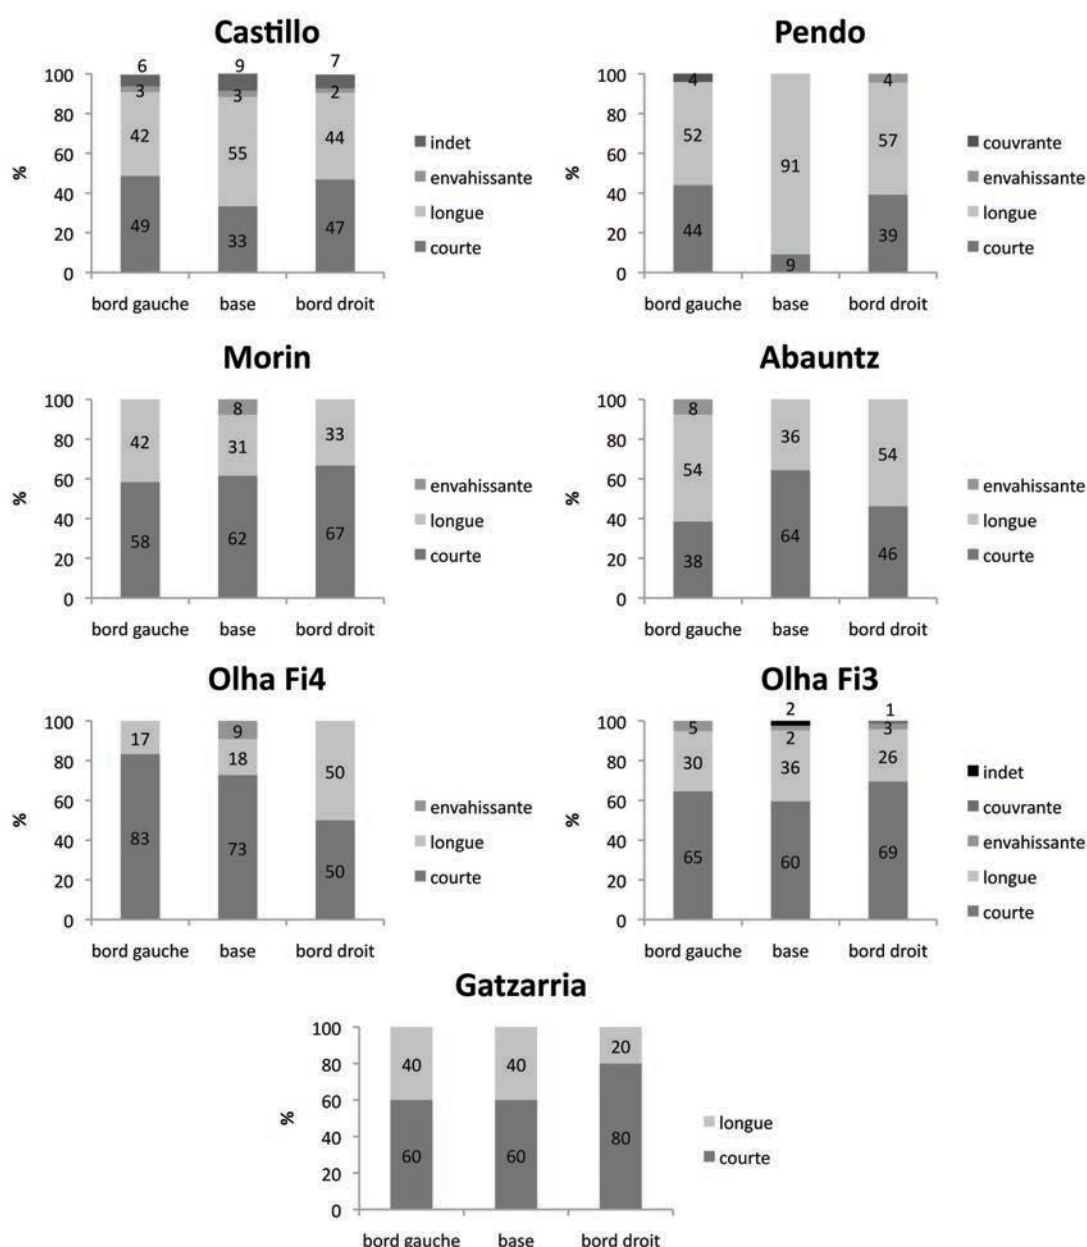 Castillo
6 9 7
100
80
60
40
20
0
%
3 3 2
42 55 44
49 33 47
bord gauche base bord droit
indet
envahissante
longue
courte
Pendo
100
80
60
40
20
0
%
4 4
52 91 57
44 9 39
bord gauche base bord droit
couvrante
envahissante
longue
courte
Morin
100
80
60
40
20
0
%
8
42 31 33
58 62 67
bord gauche base bord droit
envahissante
longue
courte
Abauntz
100
80
60
40
20
0
%
8
54 36 54
38 64 46
bord gauche base bord droit
envahissante
longue
courte
Olha Fi4
100
80
60
40
20
0
%
9
17 18 50
83 73 50
bord gauche base bord droit
envahissante
longue
courte
Olha Fi3
2 1
100
80
60
40
20
0
%
5 2 3
30 36 26
65 60 69
bord gauche base bord droit
indet
couvrante
envahissante
longue
courte
Gatzarria
100
80
60
40
20
0
%
40 40 20
60 60 80
bord gauche base bord droit
longue
courte